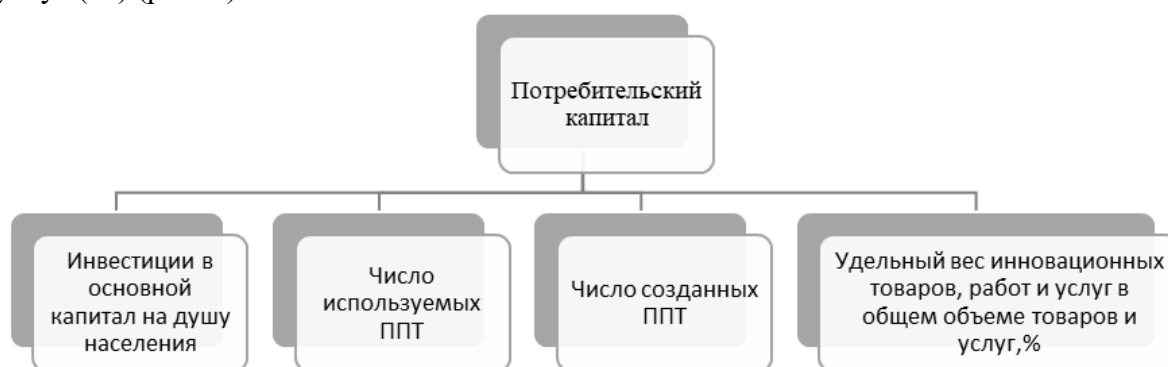 Потребительский
капитал
Инвестиции в
основной
капитал на душу
населения
Число
используемых
ППТ
Число созданных
ППТ
Удельный вес инновационных
товаров, работ и услуг в
общем объеме товаров и
услуг,%